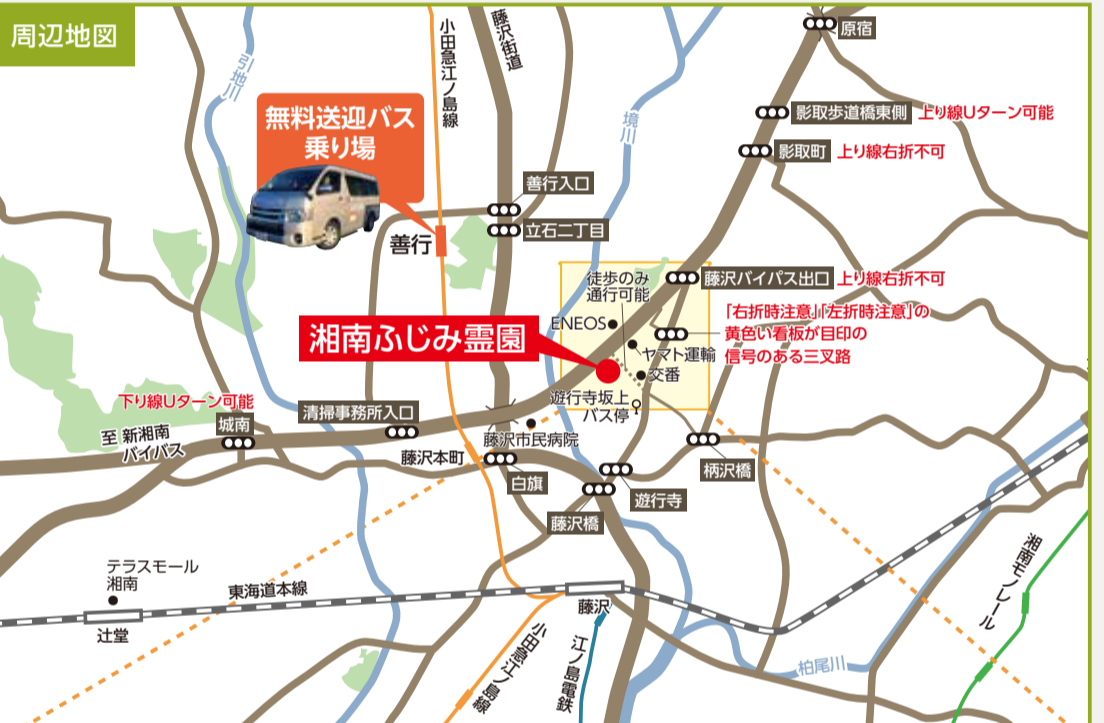 周辺地図
引地川
小田急江ノ島線
藤沢街道
境川
原宿
影取歩道橋東側
上り線Uターン可能
影取町
上り線右折不可
無料送迎バス
乗り場
善行入口
立石二丁目
善行
徒歩のみ
通行可能
藤沢バイパス出口
上り線右折不可
「右折時注意」「左折時注意」の
黄色い看板が目印の
信号のある三叉路
ENEOS
ヤマト運輸
交番
湘南ふじみ霊園
遊行寺坂上
バス停
下り線Uターン可能
城南
清掃事務所入口
至 新湘南
バイパス
藤沢市民病院
藤沢本町
白旗
柄沢橋
遊行寺
藤沢橋
テラスモール
湘南
東海道本線
辻堂
藤沢
小田急江ノ島線
江ノ島電鉄
湘南モノレール
柏尾川